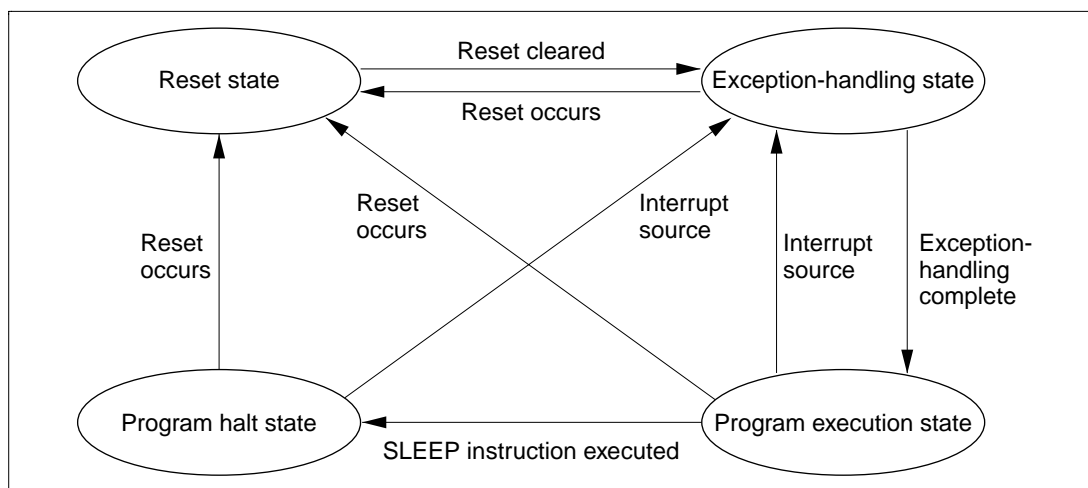 Reset cleared
Reset state
Exception-handling state
Reset occurs
Reset
occurs
Interrupt
source
Reset
occurs
Interrupt
source
Exception-
handling
complete
Program halt state
Program execution state
SLEEP instruction executed